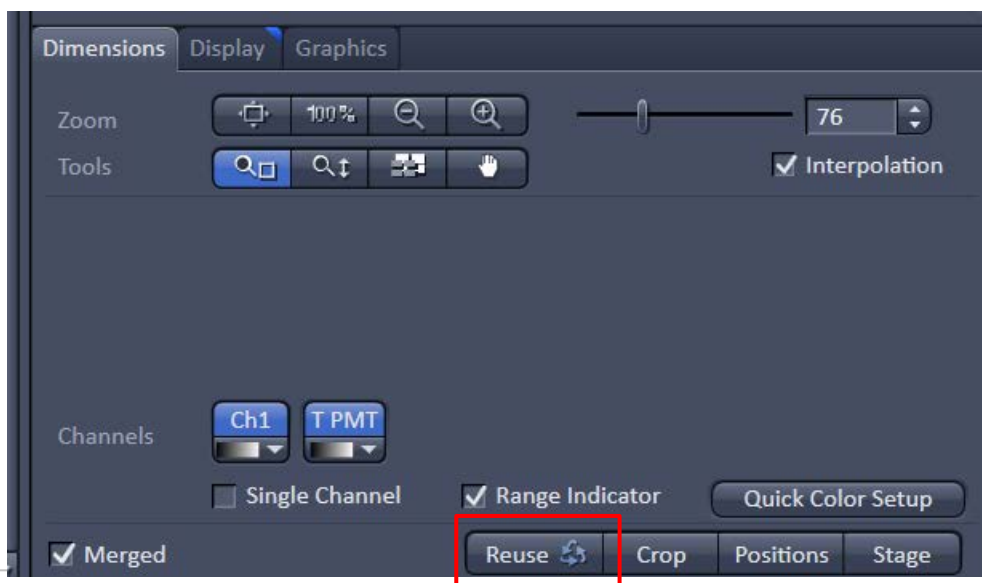 Dimensions Display Graphics
Zoom 100% 76
Tools Interpolation
Channels Ch1 T PMT
Single Channel Range Indicator Quick Color Setup
Merged Reuse Crop Positions Stage